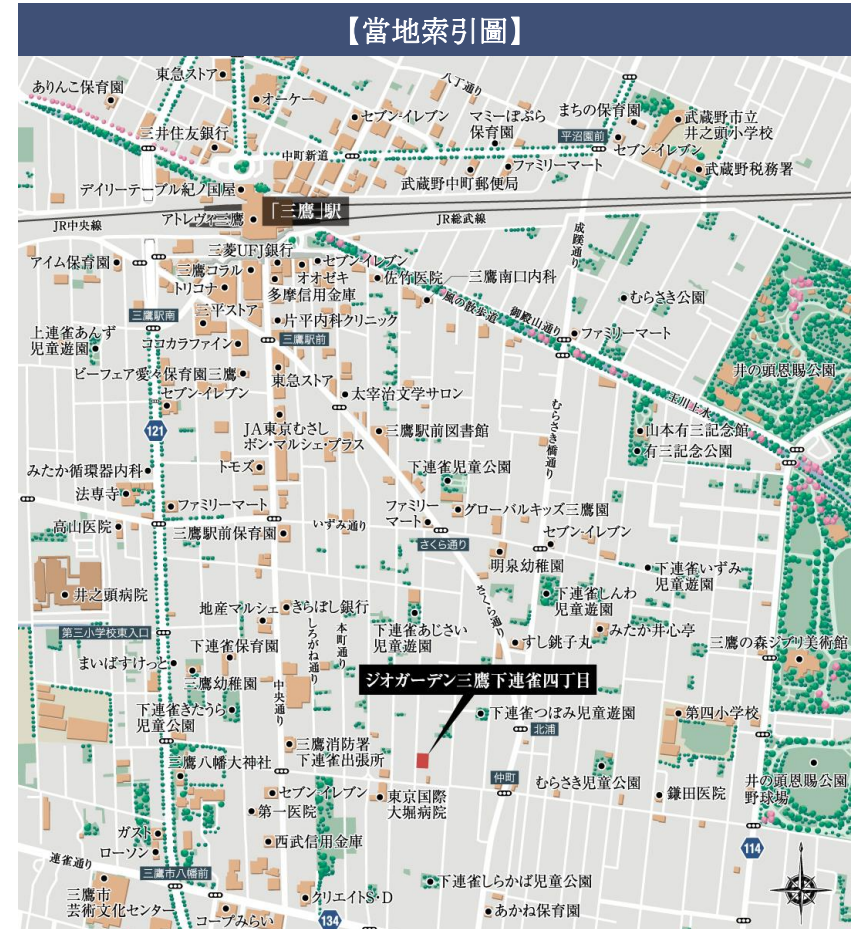 【當地索引圖】
ありんこ保育園
東急ストア
オーケー
八丁通り
セブン-イレブン
マミーぽぷら
保育園
まちの保育園
武蔵野市立
井之頭小学校
三井住友銀行
平沼園前
セブン-イレブン
中町新道
ファミリーマート
武蔵野税務署
武蔵野中町郵便局
デイリーテーブル紀ノ国屋
アトレヴィ三鷹
「三鷹」駅
JR中央線
JR総武線
成蹊通り
三菱UFJ銀行
アイム保育園
三鷹コラル
トリコナ
セブン-イレブン
オオゼキ
多摩信用金庫
佐竹医院
三鷹南口内科
風の散歩道
御殿山通り
むらさき公園
三鷹駅南
三平ストア
片平内科クリニック
上連雀あんず
児童遊園
ココカラファイン
三鷹駅前
ファミリーマート
井の頭恩賜公園
ビーフェア愛々保育園三鷹
セブン-イレブン
東急ストア
太宰治文学サロン
玉川上水
むらさき橋通り
121
JA東京むさし
ボン・マルシェ・プラス
三鷹駅前図書館
山本有三記念館
有三記念公園
みたか循環器内科
トモズ
下連雀児童公園
法専寺
ファミリーマート
ファミリー
マート
グローバルキッズ三鷹園
高山医院
三鷹駅前保育園
いずみ通り
さくら通り
セブン-イレブン
明泉幼稚園
下連雀いずみ
児童遊園
井之頭病院
地産マルシェ
きらぼし銀行
下連雀あじさい
児童遊園
さくら通り
下連雀しんわ
児童遊園
第三小学校東入口
しろがね通り
本町通り
すし銚子丸
みたか井心亭
三鷹の森ジブリ美術館
下連雀保育園
まいばすけっと
三鷹幼稚園
中央通り
ジオガーデン三鷹下連雀四丁目
下連雀きたうら
児童公園
下連雀つぼみ児童遊園
第四小学校
北浦
三鷹消防署
下連雀出張所
三鷹八幡大神社
仲町
むらさき児童公園
井の頭恩賜公園
野球場
セブン-イレブン
第一医院
東京国際
大堀病院
鎌田医院
ガスト
ローソン
西武信用金庫
114
連雀通り
三鷹市八幡前
三鷹市
芸術文化センター
コープみらい
クリエイトS・D
134
下連雀しらかば児童公園
あかね保育園